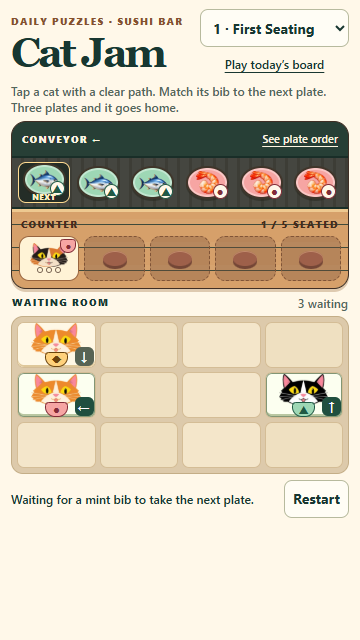 DAILY PUZZLES · SUSHI BAR
Cat Jam
1 · First Seating
Play today's board
Tap a cat with a clear path. Match its bib to the next plate.
Three plates and it goes home.
CONVEYOR ←
See plate order
NEXT
COUNTER
1 / 5 SEATED
WAITING ROOM
3 waiting
↓
←
↑
Waiting for a mint bib to take the next plate.
Restart